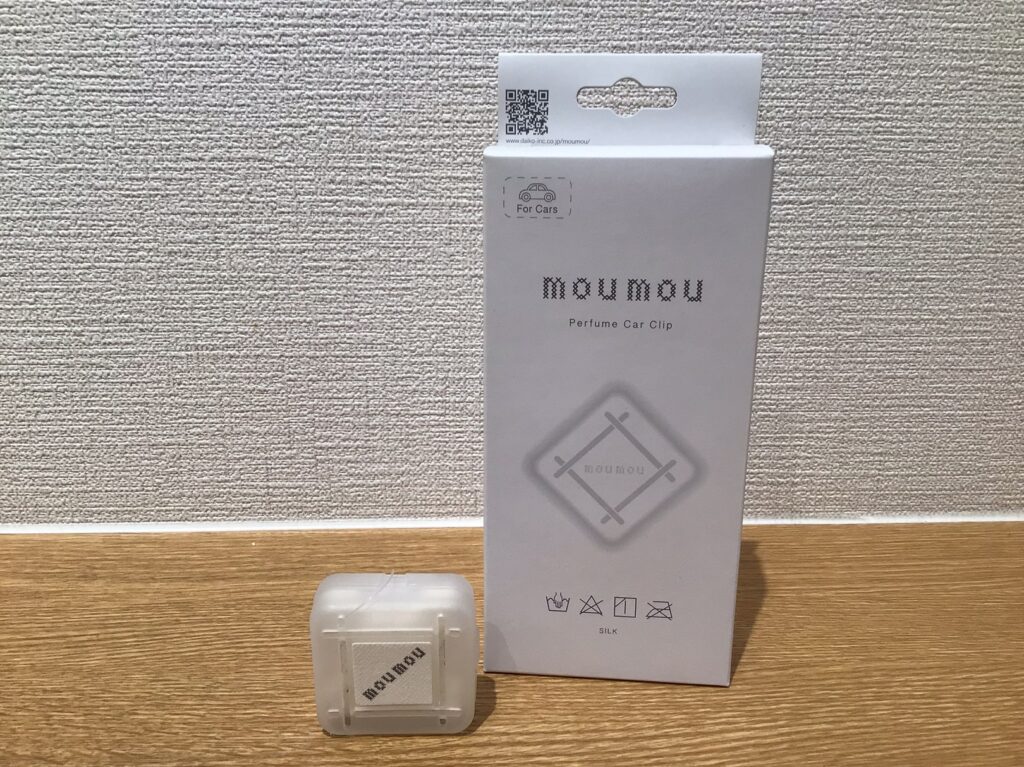 www.daiko-inc.co.jp/moumou/
For Cars
moumou
Perfume Car Clip
moumou
SILK
moumou